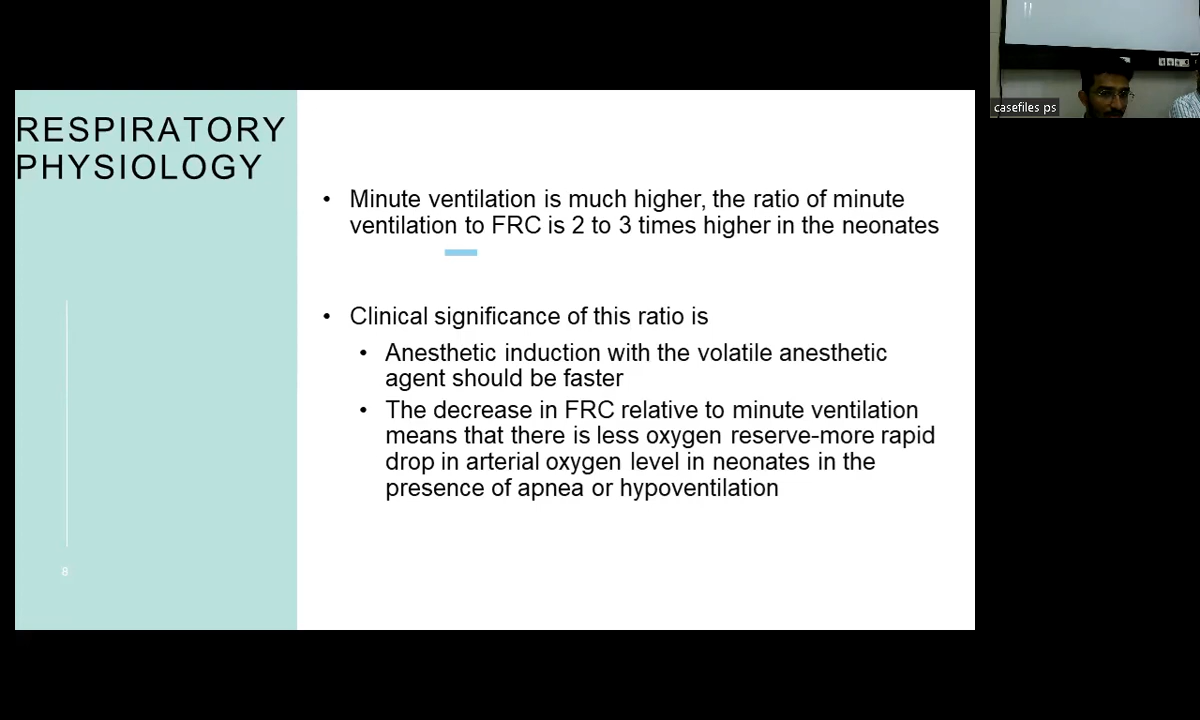 RESPIRATORY
PHYSIOLOGY
• Minute ventilation is much higher, the ratio of minute
ventilation to FRC is 2 to 3 times higher in the neonates
• Clinical significance of this ratio is
• Anesthetic induction with the volatile anesthetic
agent should be faster
• The decrease in FRC relative to minute ventilation
means that there is less oxygen reserve-more rapid
drop in arterial oxygen level in neonates in the
presence of apnea or hypoventilation
8
casefiles ps